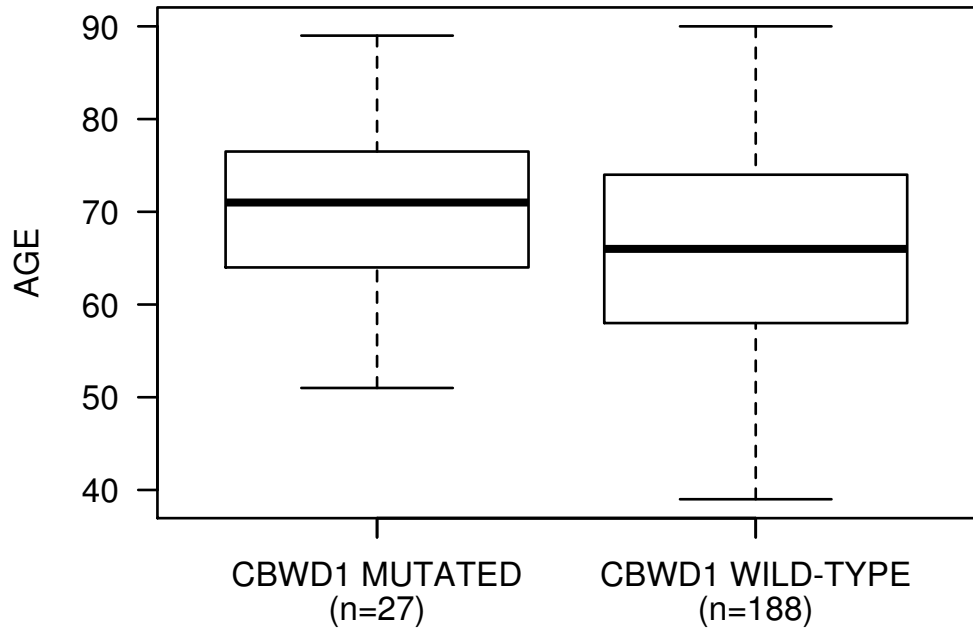 90
80
70
60
50
40
AGE
CBWD1 MUTATED
(n=27)
CBWD1 WILD-TYPE
(n=188)